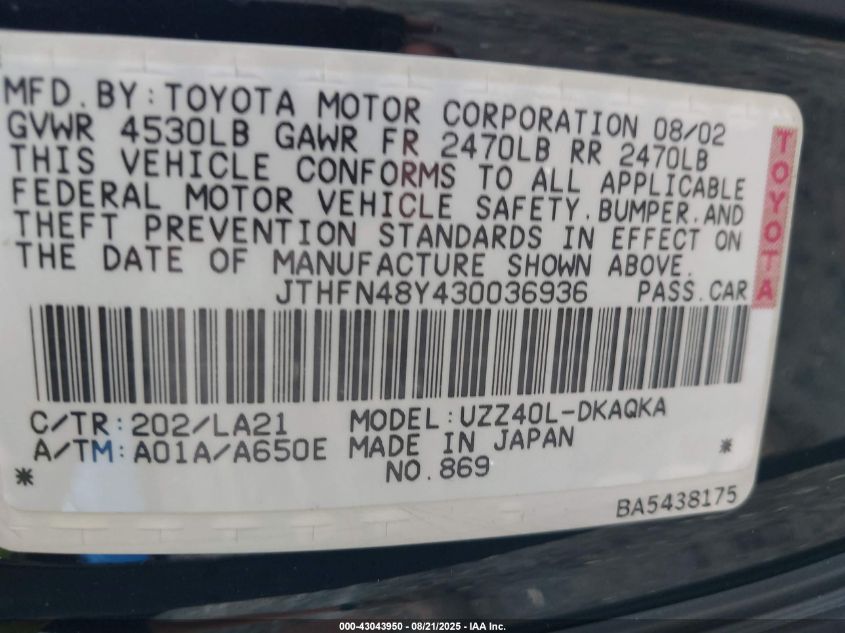 MFD.BY:TOYOTA MOTOR CORPORATION 08/02
GVWR 4530LB GAWR FR 2470LB RR 2470LB
THIS VEHICLE CONFORMS TO ALL APPLICABLE
FEDERAL MOTOR VEHICLE SAFETY.BUMPER.AND
THEFT PREVENTION STANDARDS IN EFFECT ON
THE DATE OF MANUFACTURE SHOWN ABOVE.
JTHFN48Y430036936 PASS.CAR
TOYOTA
C/TR:202/LA21 MODEL:UZZ40L-DKAQKA
A/TM:A01A/A650E MADE IN JAPAN
* NO.869 *
BA5438175
000-43043950 - 08/21/2025 - IAA Inc.